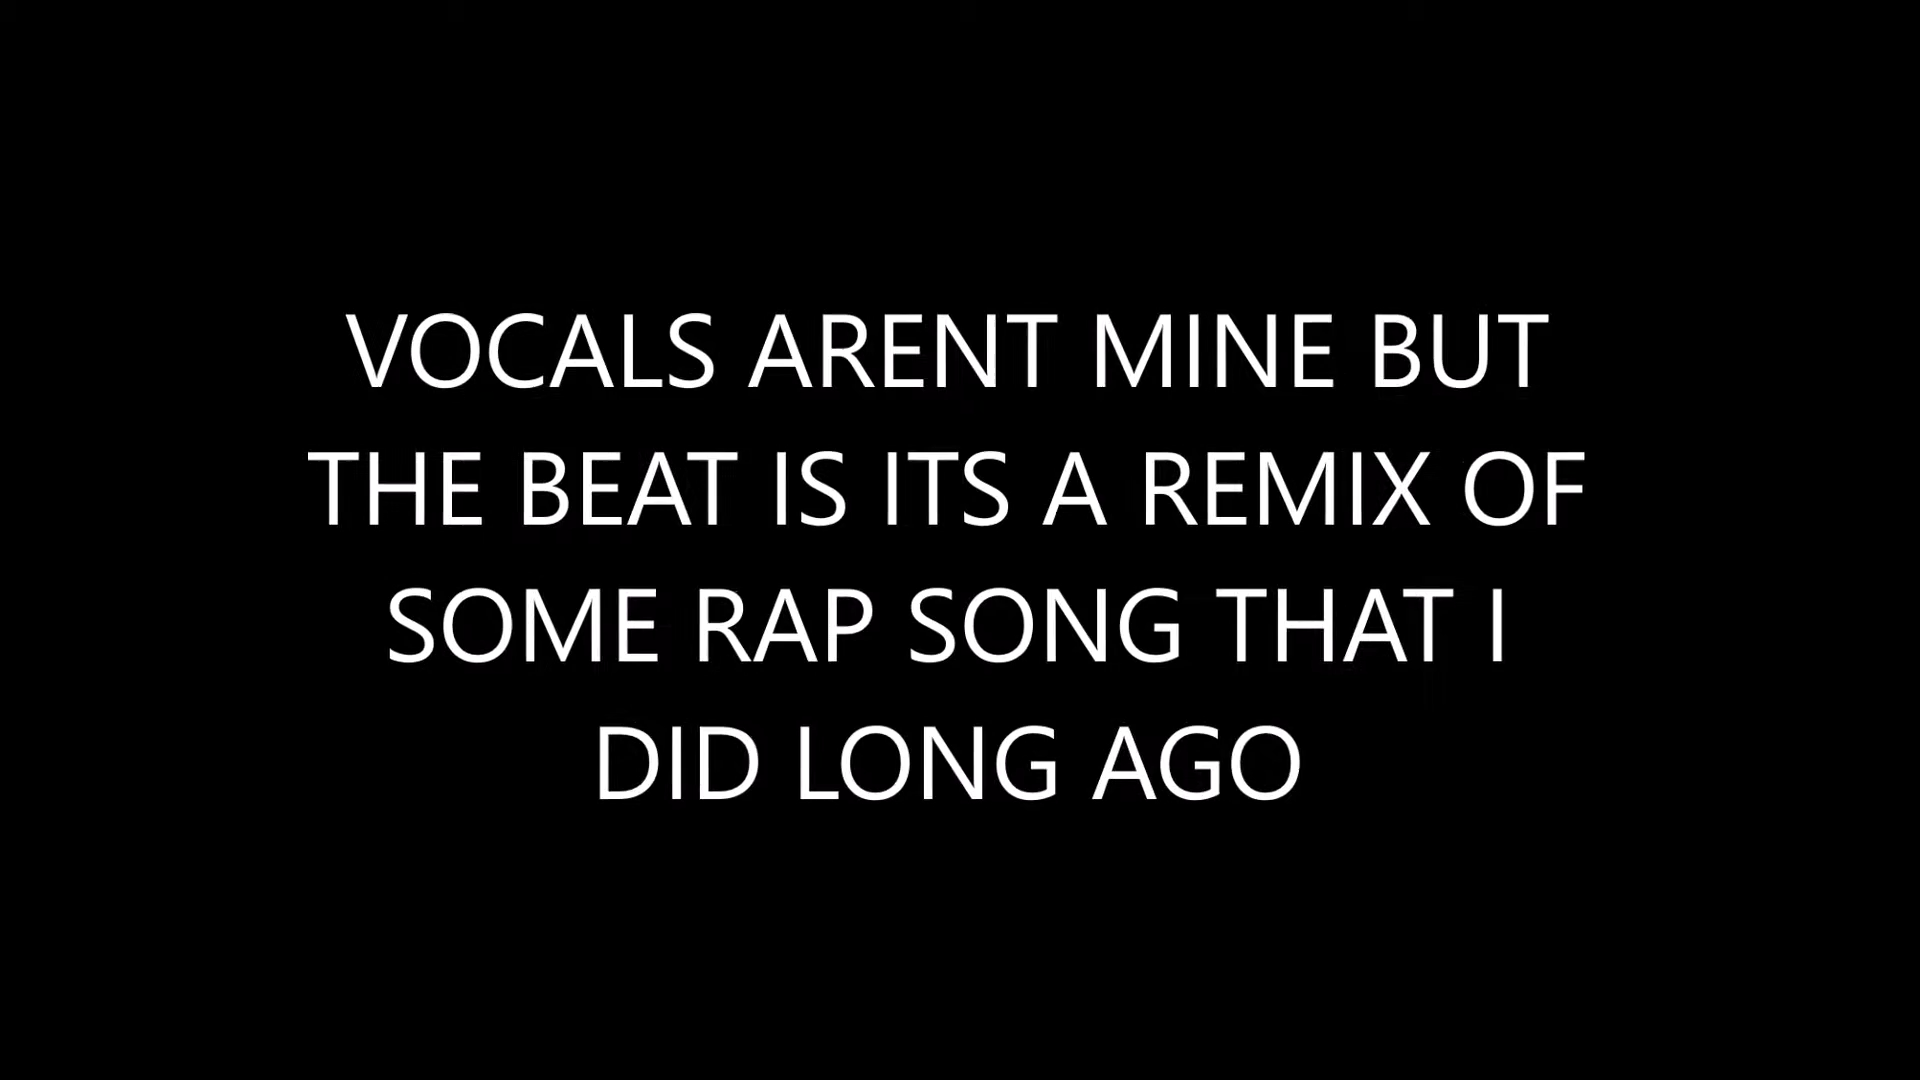 VOCALS ARENT MINE BUT
THE BEAT IS ITS A REMIX OF
SOME RAP SONG THAT I
DID LONG AGO